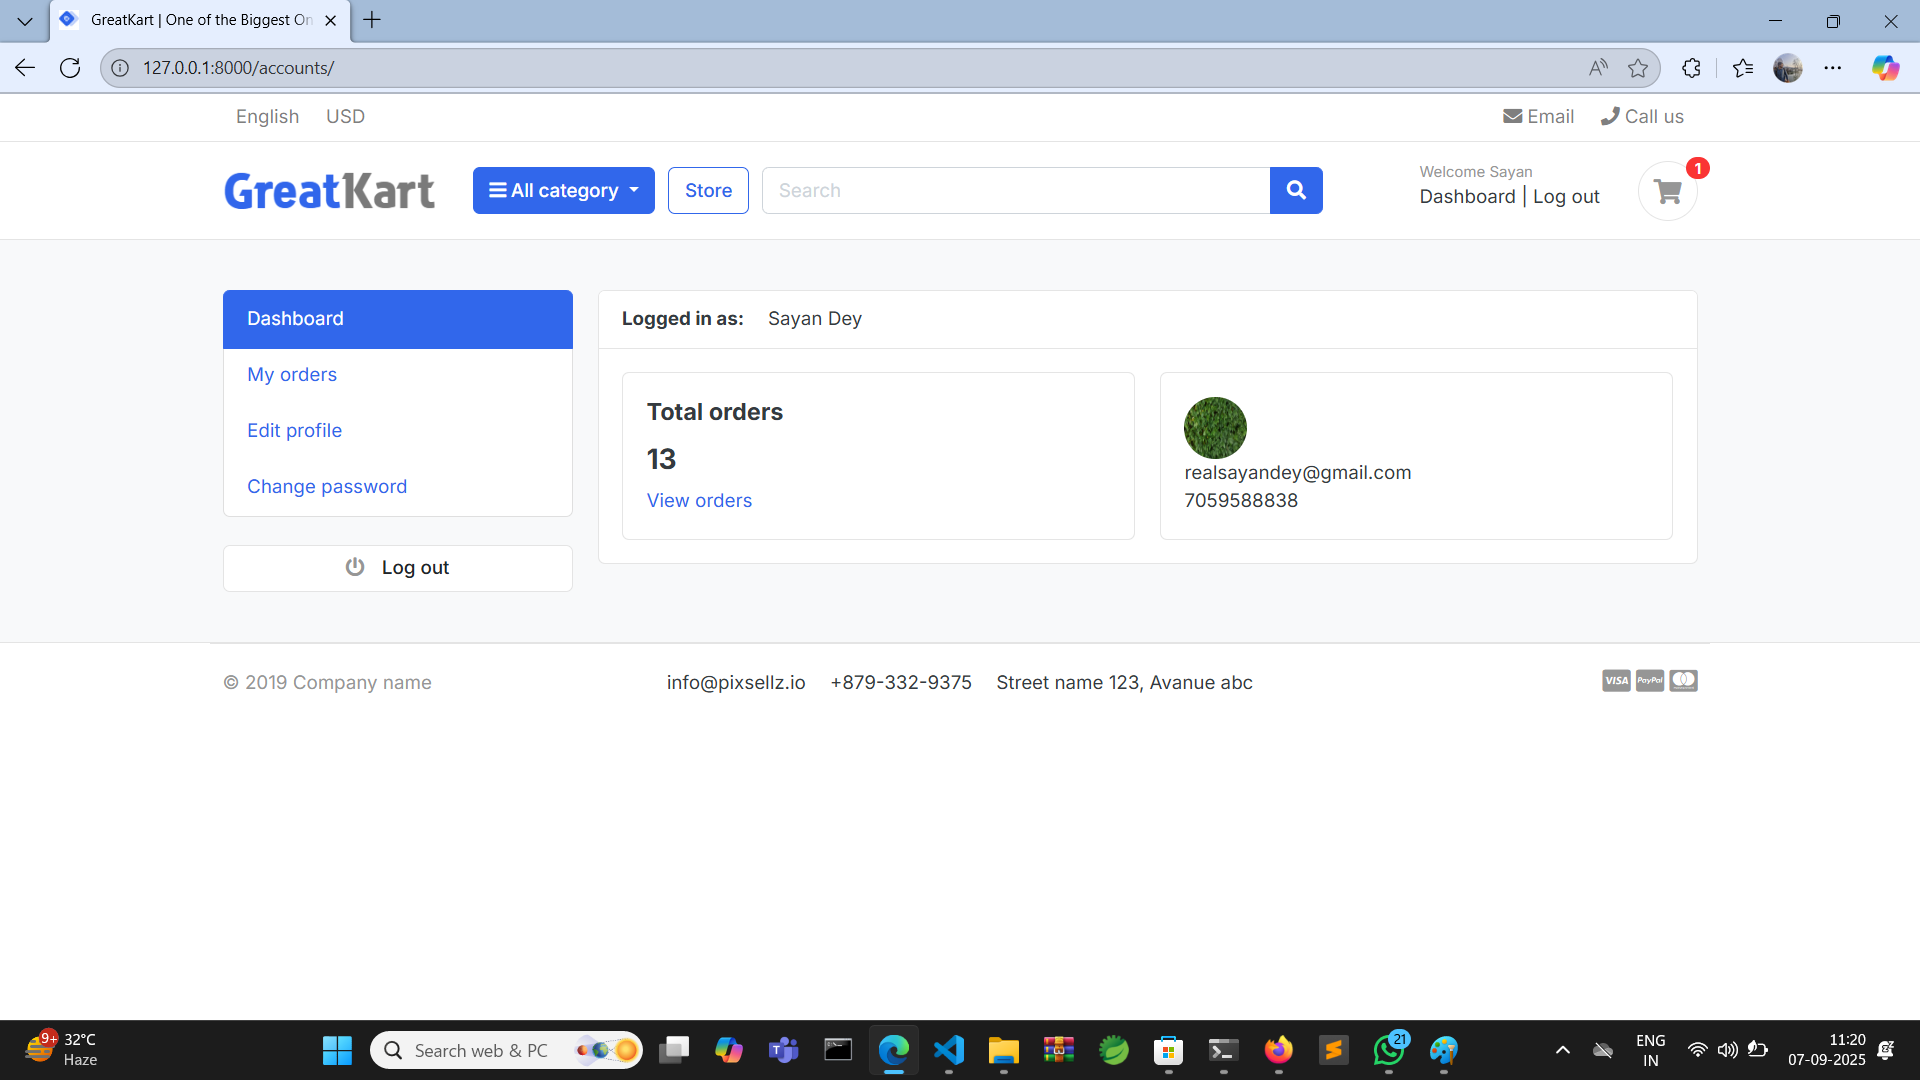 GreatKart | One of the Biggest On
127.0.0.1:8000/accounts/
English USD
Email Call us
GreatKart
All category
Store
Search
Welcome Sayan
Dashboard | Log out
1
Dashboard
My orders
Edit profile
Change password
Log out
Logged in as: Sayan Dey
Total orders
13
View orders
realsayandey@gmail.com
7059588838
© 2019 Company name
info@pixsellz.io +879-332-9375 Street name 123, Avanue abc
VISA PayPal
9+
32°C
Haze
Search web & PC
21
ENG
IN
11:20
07-09-2025